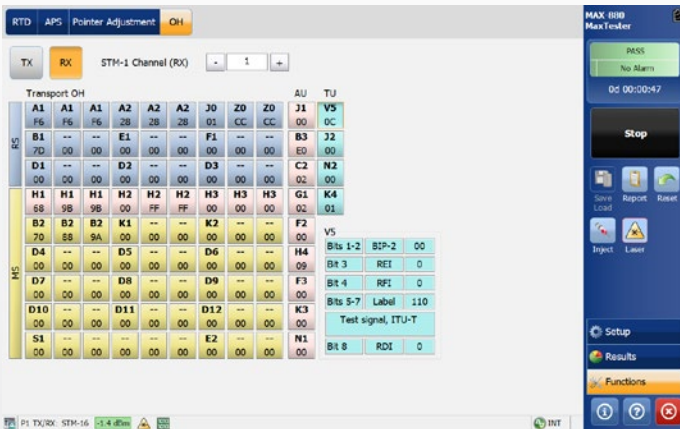 RTD APS Pointer Adjustment OH
MAX-880
MaxTester
TX RX STM-1 Channel (RX) - 1 +
PASS
No Alarm
0d 00:00:47
Stop
Save
Load
Report
Reset
Inject
Laser
Setup
Results
Functions
Transport OH AU TU
RS
A1 A1 A1 A2 A2 A2 J0 Z0 Z0 J1 V5
F6 F6 F6 28 28 28 01 CC CC 00 0C
B1 -- -- E1 -- -- F1 -- -- B3 J2
7D 00 00 00 00 00 00 00 00 E0 00
D1 -- -- D2 -- -- D3 -- -- C2 N2
00 00 00 00 00 00 00 00 00 02 00
MS
H1 H1 H1 H2 H2 H2 H3 H3 H3 G1 K4
68 9B 9B 00 FF FF 00 00 00 02 01
B2 B2 B2 K1 -- -- K2 -- -- F2
70 88 9A 00 00 00 00 00 00 00
D4 -- -- D5 -- -- D6 -- -- H4
00 00 00 00 00 00 00 00 00 09
D7 -- -- D8 -- -- D9 -- -- F3
00 00 00 00 00 00 00 00 00 00
D10 -- -- D11 -- -- D12 -- -- K3
00 00 00 00 00 00 00 00 00 00
S1 -- -- -- -- -- E2 -- -- N1
00 00 00 00 00 00 00 00 00 00
V5
Bits 1-2 BIP-2 00
Bit 3 REI 0
Bit 4 RFI 0
Bits 5-7 Label 110
Test signal, ITU-T
Bit 8 RDI 0
P1 TX/RX: STM-16 -1.4 dBm
INT